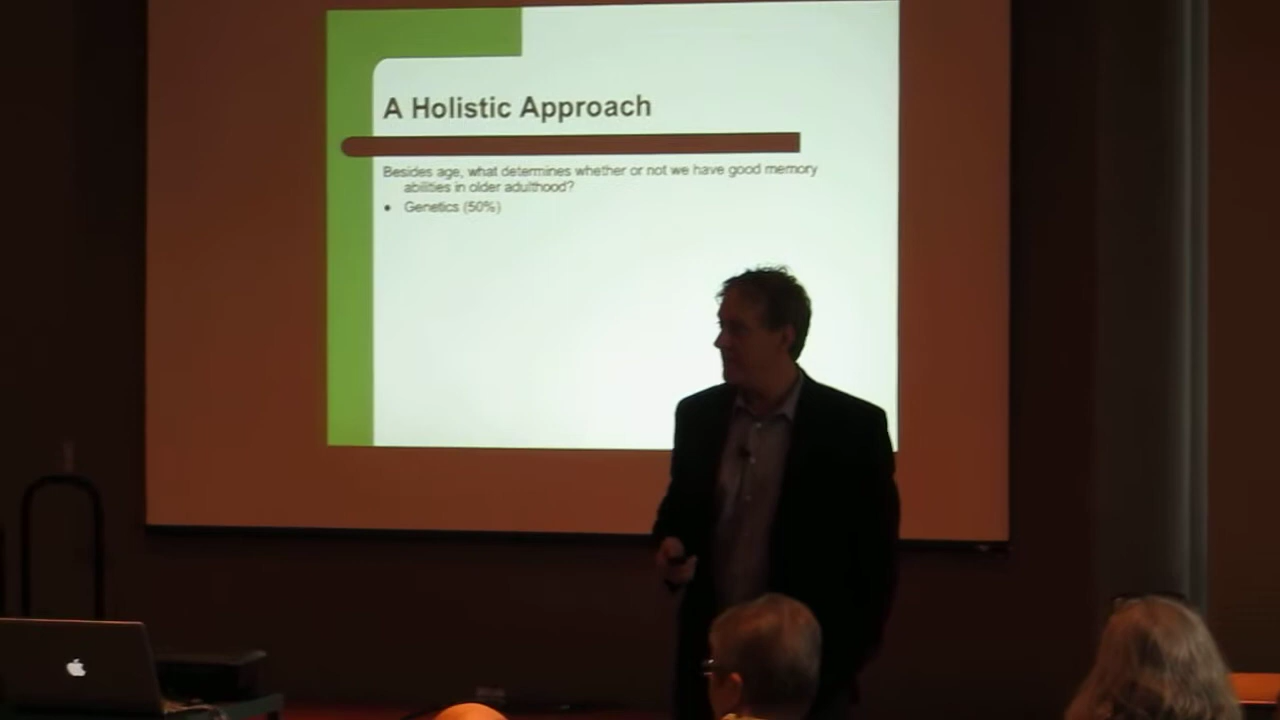 A Holistic Approach
Besides age, what determines whether or not we have good memory
abilities in older adulthood?
• Genetics (50%)